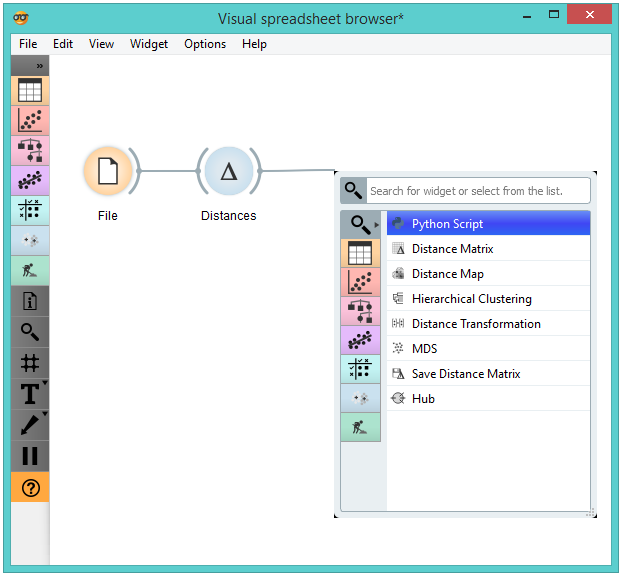 Visual spreadsheet browser*
File Edit View Widget Options Help
»
Search for widget or select from the list.
Python Script
Distance Matrix
Distance Map
Hierarchical Clustering
Distance Transformation
MDS
Save Distance Matrix
Hub
File
Distances